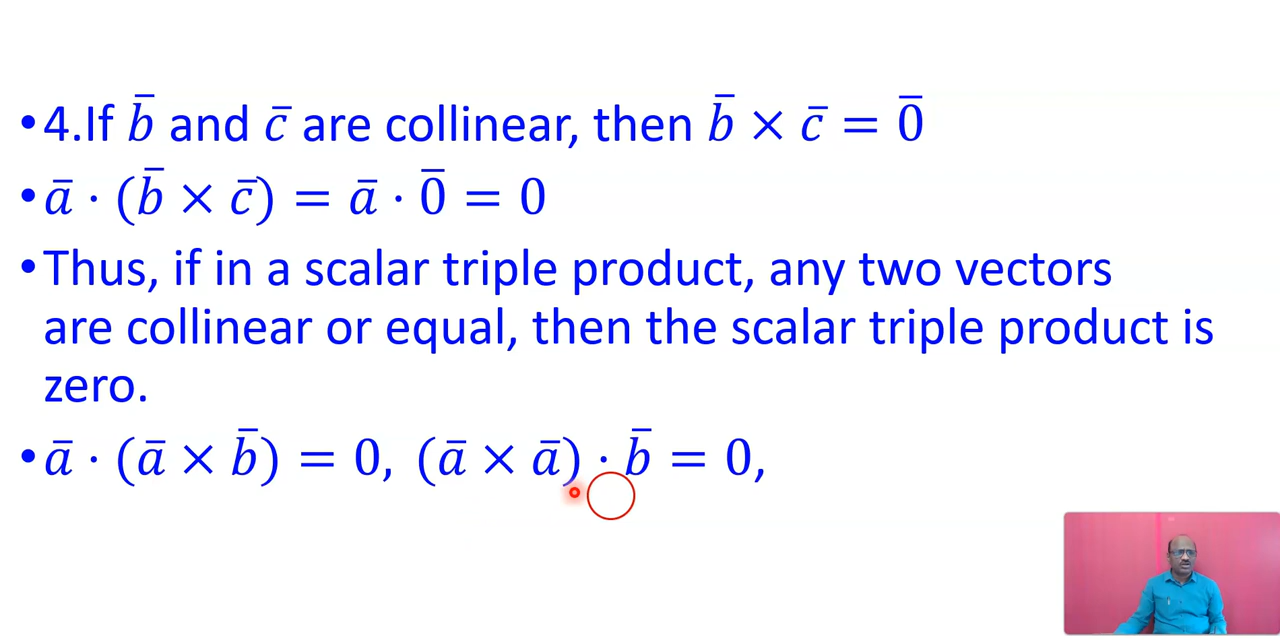 •4.If b̄ and c̄ are collinear, then b̄ × c̄ = 0̄
•ā · (b̄ × c̄) = ā · 0̄ = 0
•Thus, if in a scalar triple product, any two vectors
are collinear or equal, then the scalar triple product is
zero.
•ā · (ā × b̄) = 0, (ā × ā) · b̄ = 0,